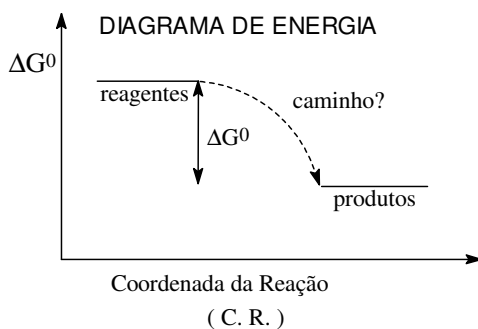 DIAGRAMA DE ENERGIA
ΔG⁰
reagentes
caminho?
ΔG⁰
produtos
Coordenada da Reação
( C. R. )